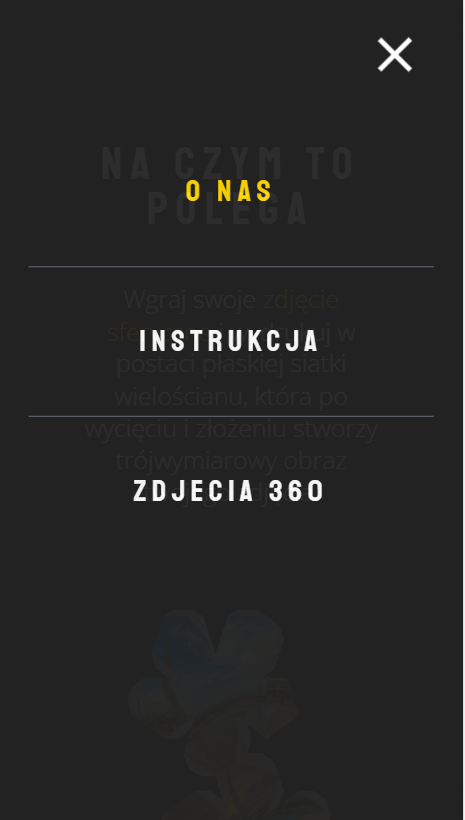 NA CZYM TO
POLEGA
O NAS
Wgraj swoje zdjęcie
INSTRUKCJA
postaci płaskiej siatki
wielościanu, która po
wycięciu i złożeniu stworzy
trójwymiarowy obraz
ZDJECIA 360